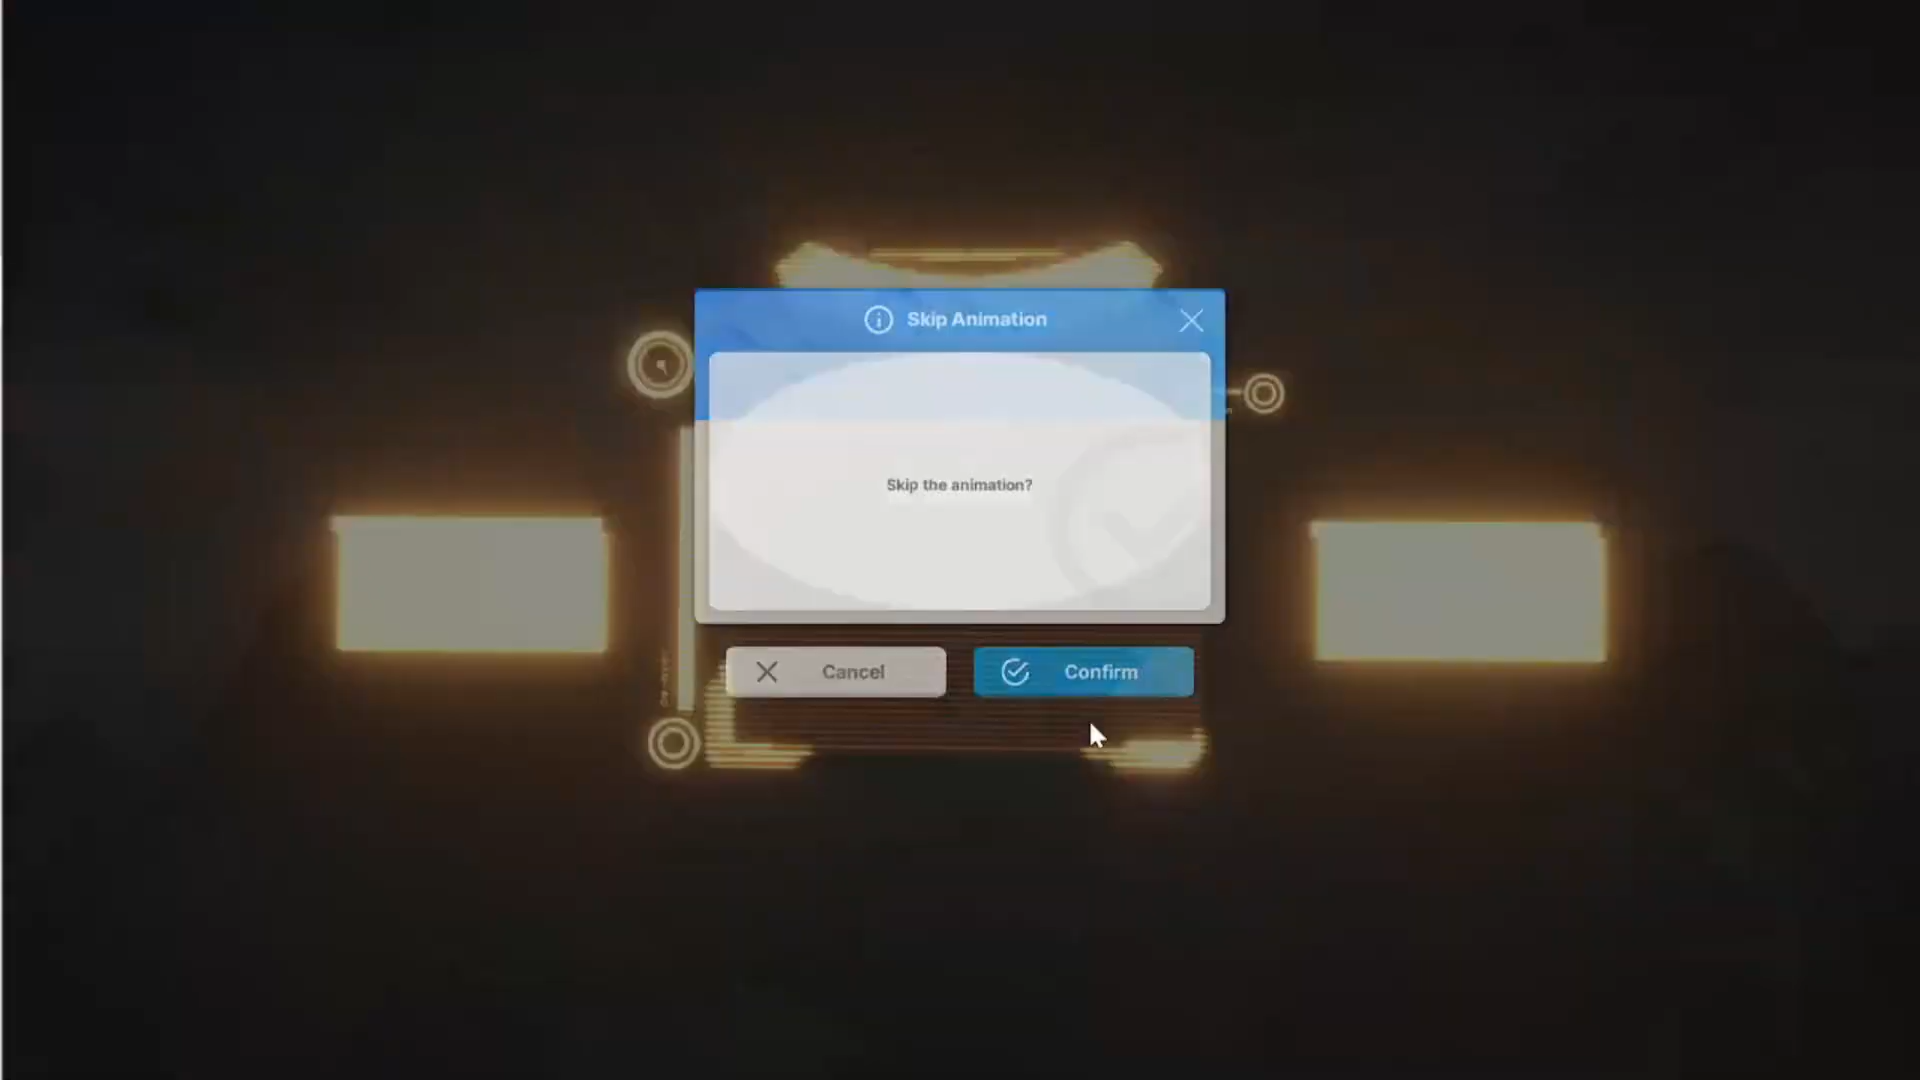 Skip Animation
Skip the animation?
Cancel
Confirm